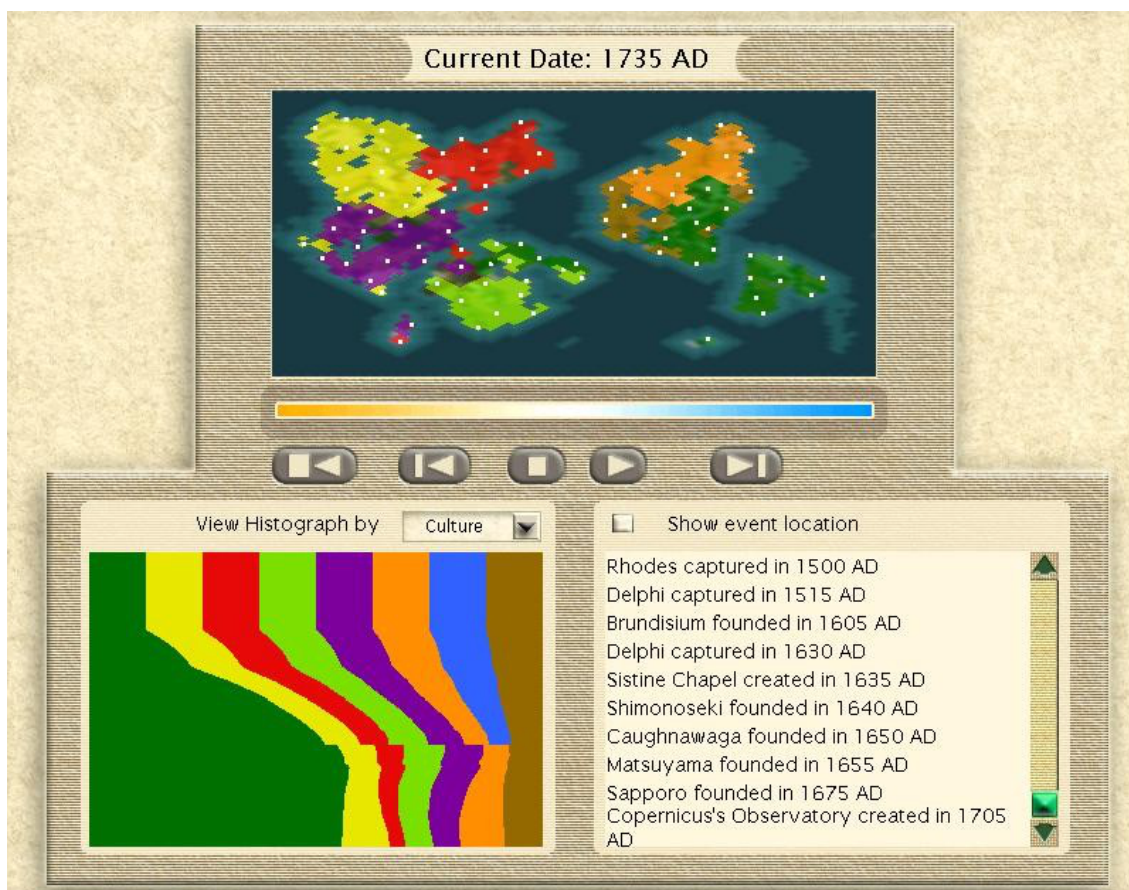 Current Date: 1735 AD
View Histograph by
Culture
Show event location
Rhodes captured in 1500 AD
Delphi captured in 1515 AD
Brundisium founded in 1605 AD
Delphi captured in 1630 AD
Sistine Chapel created in 1635 AD
Shimonoseki founded in 1640 AD
Caughnawaga founded in 1650 AD
Matsuyama founded in 1655 AD
Sapporo founded in 1675 AD
Copernicus's Observatory created in 1705
AD